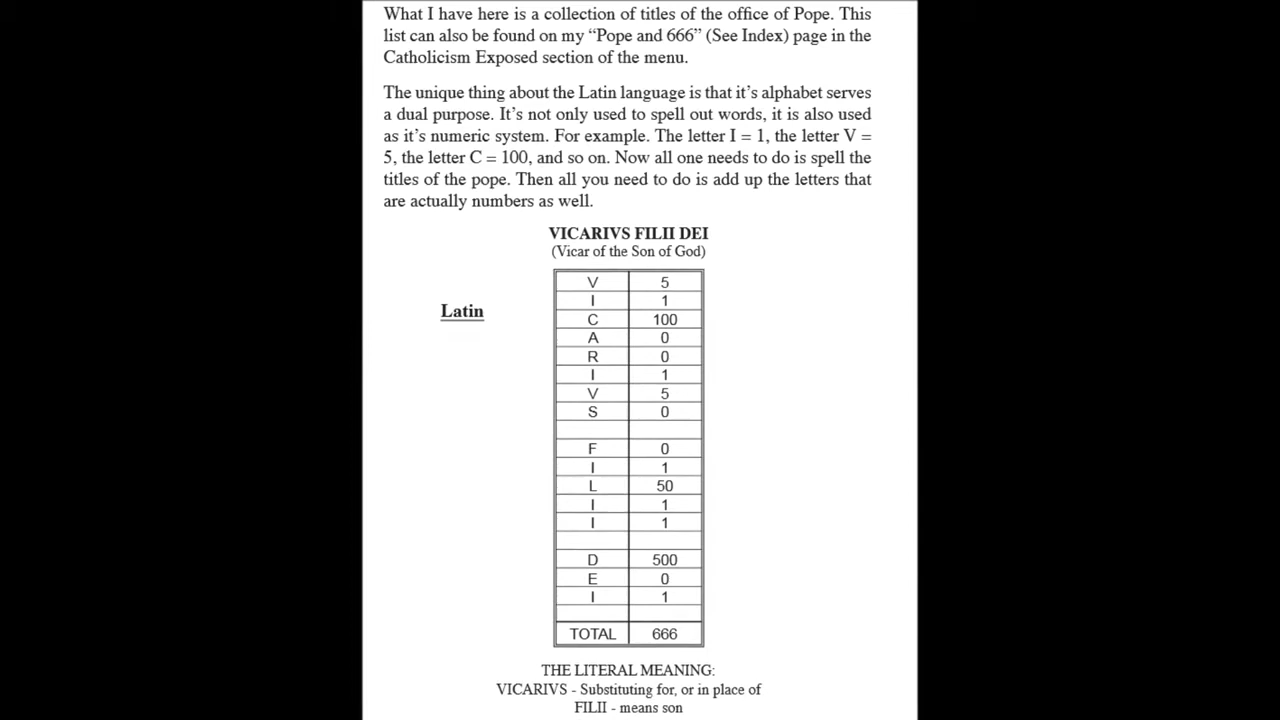 What I have here is a collection of titles of the office of Pope. This
list can also be found on my “Pope and 666” (See Index) page in the
Catholicism Exposed section of the menu.
The unique thing about the Latin language is that it’s alphabet serves
a dual purpose. It’s not only used to spell out words, it is also used
as it’s numeric system. For example. The letter I = 1, the letter V =
5, the letter C = 100, and so on. Now all one needs to do is spell the
titles of the pope. Then all you need to do is add up the letters that
are actually numbers as well.
VICARIVS FILII DEI
(Vicar of the Son of God)
Latin
V 5
I 1
C 100
A 0
R 0
I 1
V 5
S 0
F 0
I 1
L 50
I 1
I 1
D 500
E 0
I 1
TOTAL 666
THE LITERAL MEANING:
VICARIVS - Substituting for, or in place of
FILII - means son